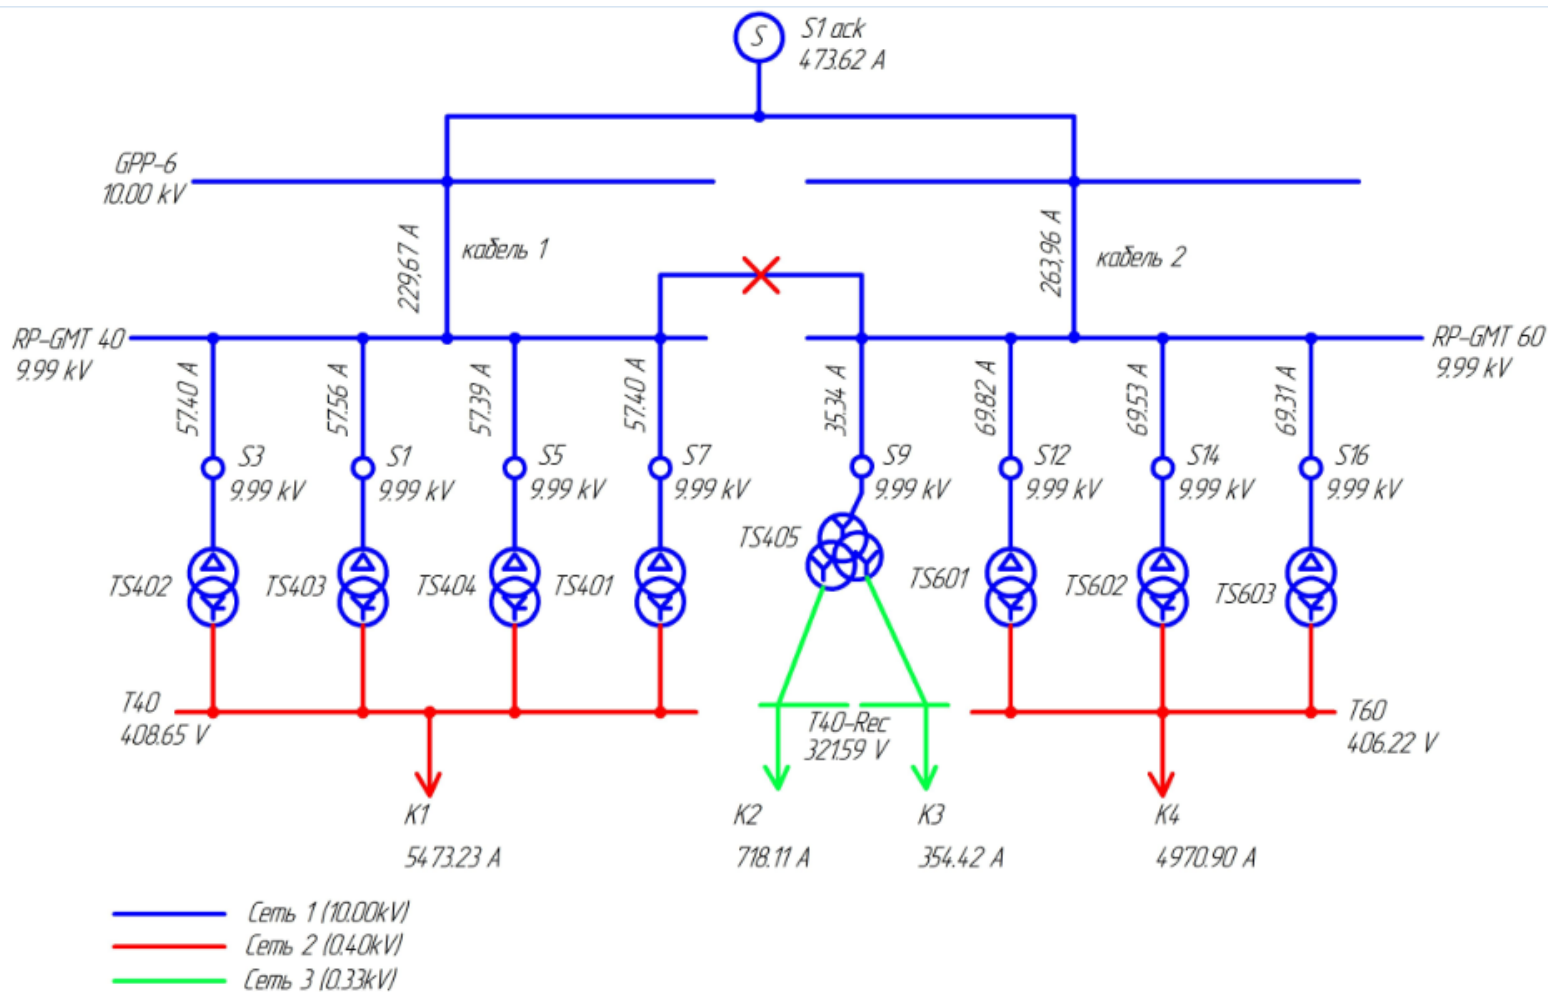 S
S1 ack
473.62 A
GPP-6
10.00 kV
229,67 A
кабель 1
263,96 A
кабель 2
RP-GMT 40
9.99 kV
RP-GMT 60
9.99 kV
57.40 A
57.56 A
57.39 A
57.40 A
35.34 A
69.82 A
69.53 A
69.31 A
S3
9.99 kV
S1
9.99 kV
S5
9.99 kV
S7
9.99 kV
S9
9.99 kV
S12
9.99 kV
S14
9.99 kV
S16
9.99 kV
TS402
TS403
TS404
TS401
TS405
TS601
TS602
TS603
T40
408.65 V
T40-Rec
321.59 V
T60
406.22 V
K1
5473.23 A
K2
718.11 A
K3
354.42 A
K4
4970.90 A
Сеть 1 (10.00kV)
Сеть 2 (0.40kV)
Сеть 3 (0.33kV)